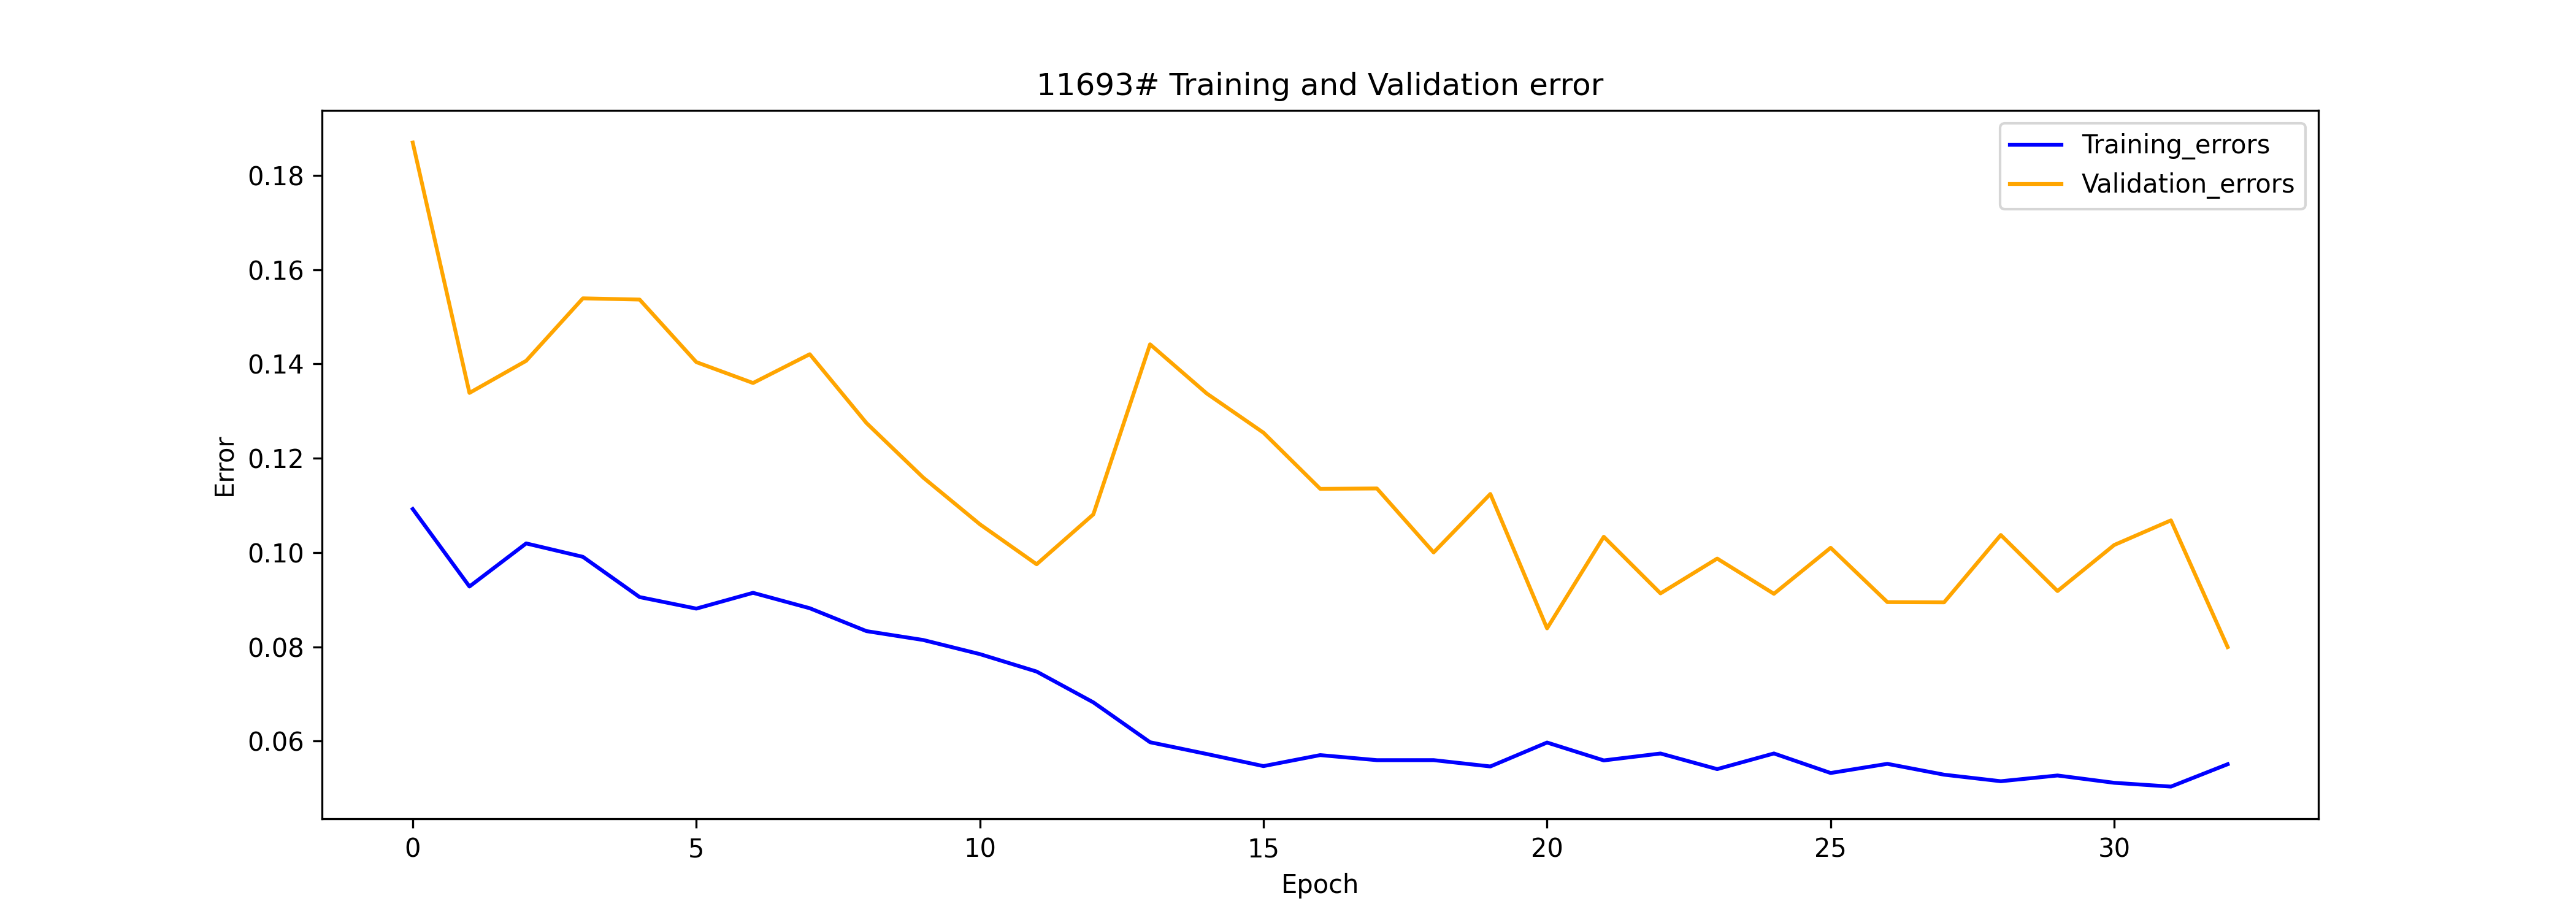 11693# Training and Validation error
Training_errors
Validation_errors
0.18
0.16
0.14
0.12
0.10
0.08
0.06
Error
0 5 10 15 20 25 30
Epoch